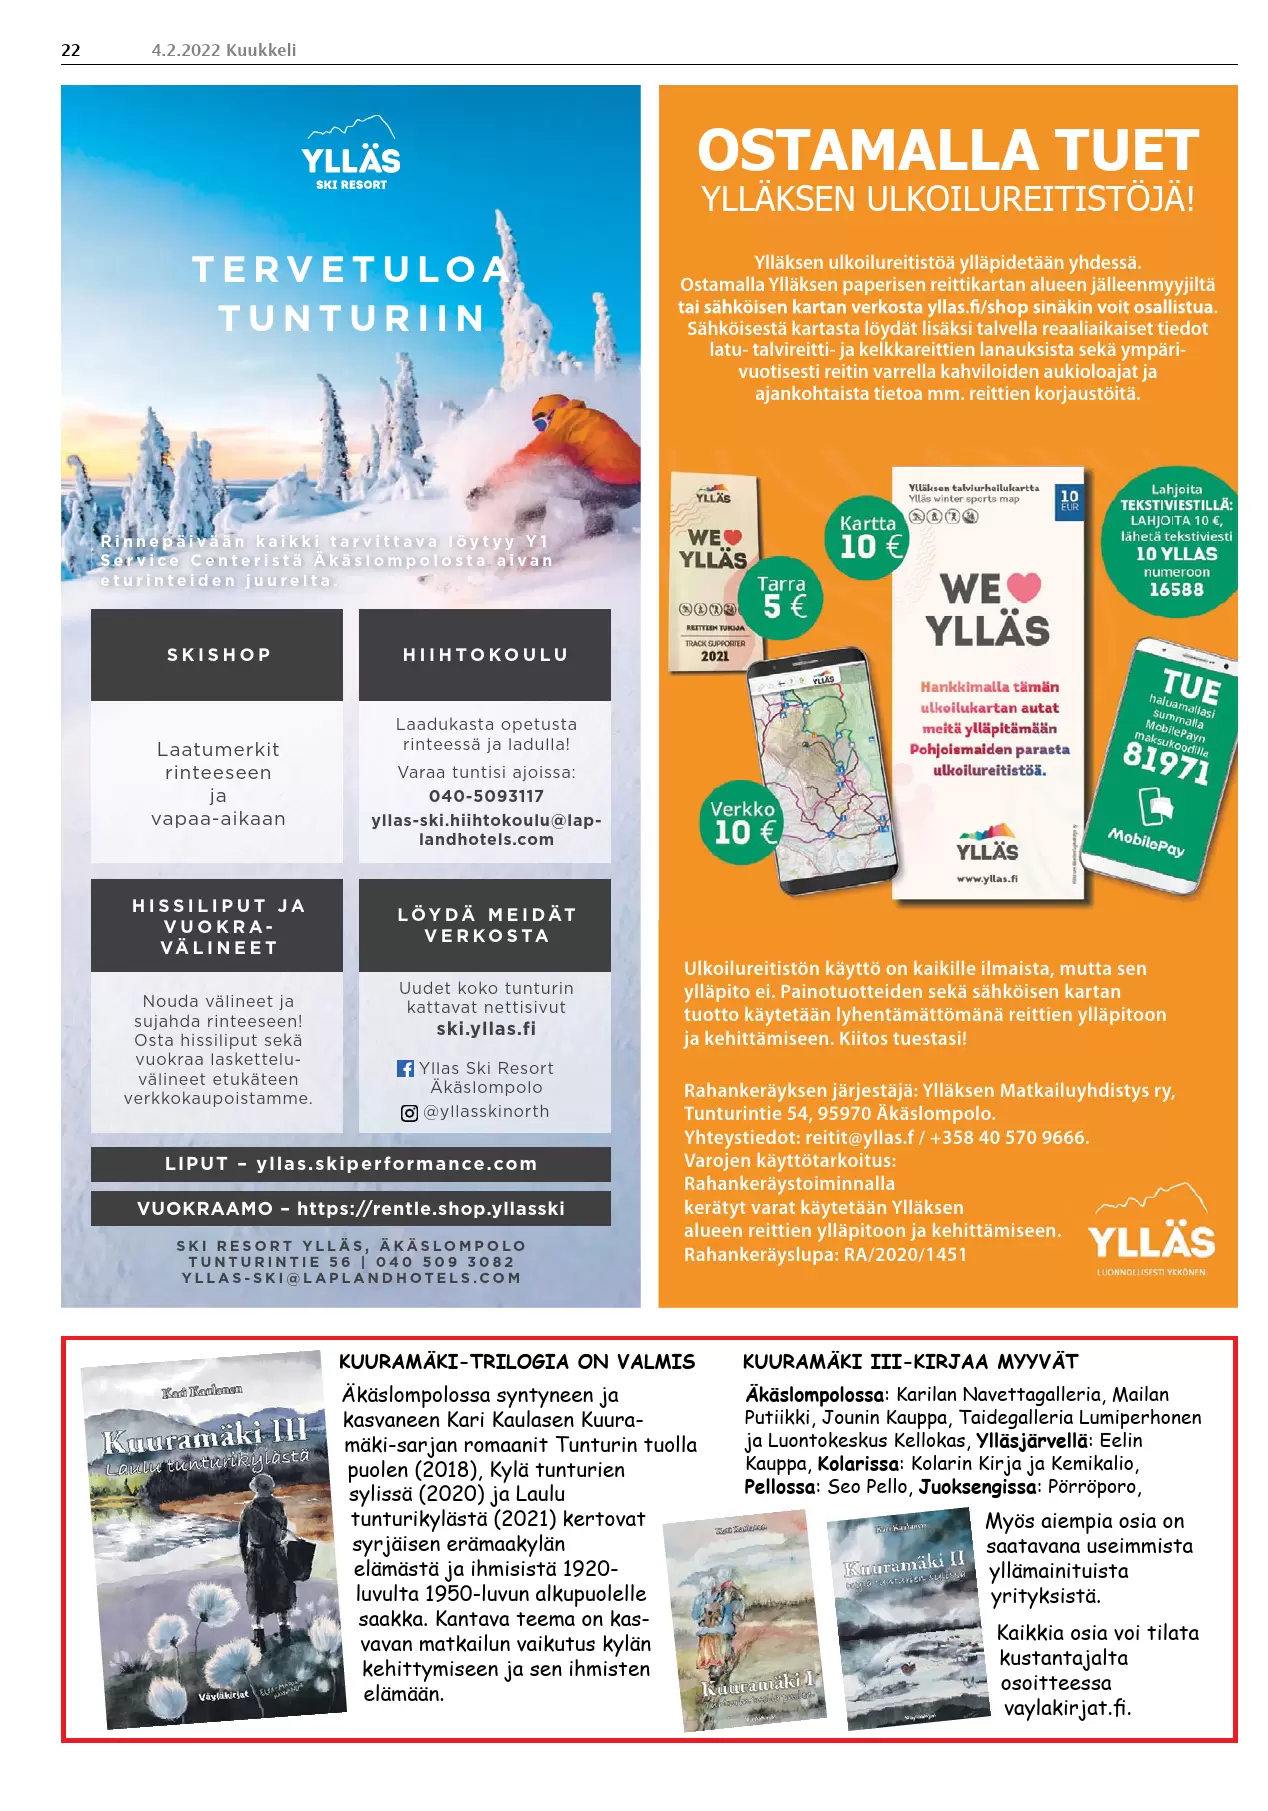 22
4.2.2022 Kuukkeli
YLLÄS
SKI RESORT
TERVETULOA
TUNTURIIN
Rinnepäivään kaikki tarvittava löytyy Y1
Service Centeristä Äkäslompolosta aivan
eturinteiden juurelta.
SKISHOP
Laatumerkit
rinteeseen
ja
vapaa-aikaan
HIIHTOKOULU
Laadukasta opetusta
rinteessä ja ladulla!
Varaa tuntisi ajoissa:
040-5093117
yllas-ski.hiihtokoulu@lap-
landhotels.com
HISSILIPUT JA
VUOKRA-
VÄLINEET
Nouda välineet ja
sujahda rinteeseen!
Osta hissiliput sekä
vuokraa laskettelu-
välineet etukäteen
verkkokaupoistamme.
LÖYDÄ MEIDÄT
VERKOSTA
Uudet koko tunturin
kattavat nettisivut
ski.yllas.fi
Yllas Ski Resort
Äkäslompolo
@yllasskinorth
LIPUT – yllas.skiperformance.com
VUOKRAAMO – https://rentle.shop.yllasski
SKI RESORT YLLÄS, ÄKÄSLOMPOLO
TUNTURINTIE 56 | 040 509 3082
YLLAS-SKI@LAPLANDHOTELS.COM
OSTAMALLA TUET
YLLÄKSEN ULKOILUREITISTÖJÄ!
Ylläksen ulkoilureitistöä ylläpidetään yhdessä.
Ostamalla Ylläksen paperisen reittikartan alueen jälleenmyyjiltä
tai sähköisen kartan verkosta yllas.fi/shop sinäkin voit osallistua.
Sähköisestä kartasta löydät lisäksi talvella reaaliaikaiset tiedot
latu- talvireitti- ja kelkkareittien lanauksista sekä ympäri-
vuotisesti reitin varrella kahviloiden aukioloajat ja
ajankohtaista tietoa mm. reittien korjaustöitä.
YLLÄS
WE
YLLÄS
REITTIEN TUKIJA
TRACK SUPPORTER
2021
Tarra
5 €
Kartta
10 €
Ylläksen talviurheilukartta
Ylläs winter sports map
10
EUR
WE
YLLÄS
Hankkimalla tämän
ulkoilukartan autat
meitä ylläpitämään
Pohjoismaiden parasta
ulkoilureitistöä.
YLLÄS
www.yllas.fi
Lahjoita
TEKSTIVIESTILLÄ:
LAHJOITA 10 €,
lähetä tekstiviesti
10 YLLAS
numeroon
16588
YLLÄS
Verkko
10 €
TUE
haluamallasi
summalla
MobilePayn
maksukoodilla
81971
MobilePay
Ulkoilureitistön käyttö on kaikille ilmaista, mutta sen
ylläpito ei. Painotuotteiden sekä sähköisen kartan
tuotto käytetään lyhentämättömänä reittien ylläpitoon
ja kehittämiseen. Kiitos tuestasi!
Rahankeräyksen järjestäjä: Ylläksen Matkailuyhdistys ry,
Tunturintie 54, 95970 Äkäslompolo.
Yhteystiedot: reitit@yllas.f / +358 40 570 9666.
Varojen käyttötarkoitus:
Rahankeräystoiminnalla
kerätyt varat käytetään Ylläksen
alueen reittien ylläpitoon ja kehittämiseen.
Rahankeräyslupa: RA/2020/1451
YLLÄS
LUONNOLLISESTI YKKÖNEN
Kari Kaulanen
Kuuramäki III
Laulu tunturikylästä
Väyläkirjat
KUURAMÄKI-TRILOGIA ON VALMIS
Äkäslompolossa syntyneen ja
kasvaneen Kari Kaulasen Kuura-
mäki-sarjan romaanit Tunturin tuolla
puolen (2018), Kylä tunturien
sylissä (2020) ja Laulu
tunturikylästä (2021) kertovat
syrjäisen erämaakylän
elämästä ja ihmisistä 1920-
luvulta 1950-luvun alkupuolelle
saakka. Kantava teema on kas-
vavan matkailun vaikutus kylän
kehittymiseen ja sen ihmisten
elämään.
KUURAMÄKI III-KIRJAA MYYVÄT
Äkäslompolossa: Karilan Navettagalleria, Mailan
Putiikki, Jounin Kauppa, Taidegalleria Lumiperhonen
ja Luontokeskus Kellokas, Ylläsjärvellä: Eelin
Kauppa, Kolarissa: Kolarin Kirja ja Kemikalio,
Pellossa: Seo Pello, Juoksengissa: Pörröporo,
Kari Kaulanen
Kuuramäki I
Kari Kaulanen
Kuuramäki II
Kylä tunturien sylissä
Myös aiempia osia on
saatavana useimmista
yllämainituista
yrityksistä.
Kaikkia osia voi tilata
kustantajalta
osoitteessa
vaylakirjat.fi.